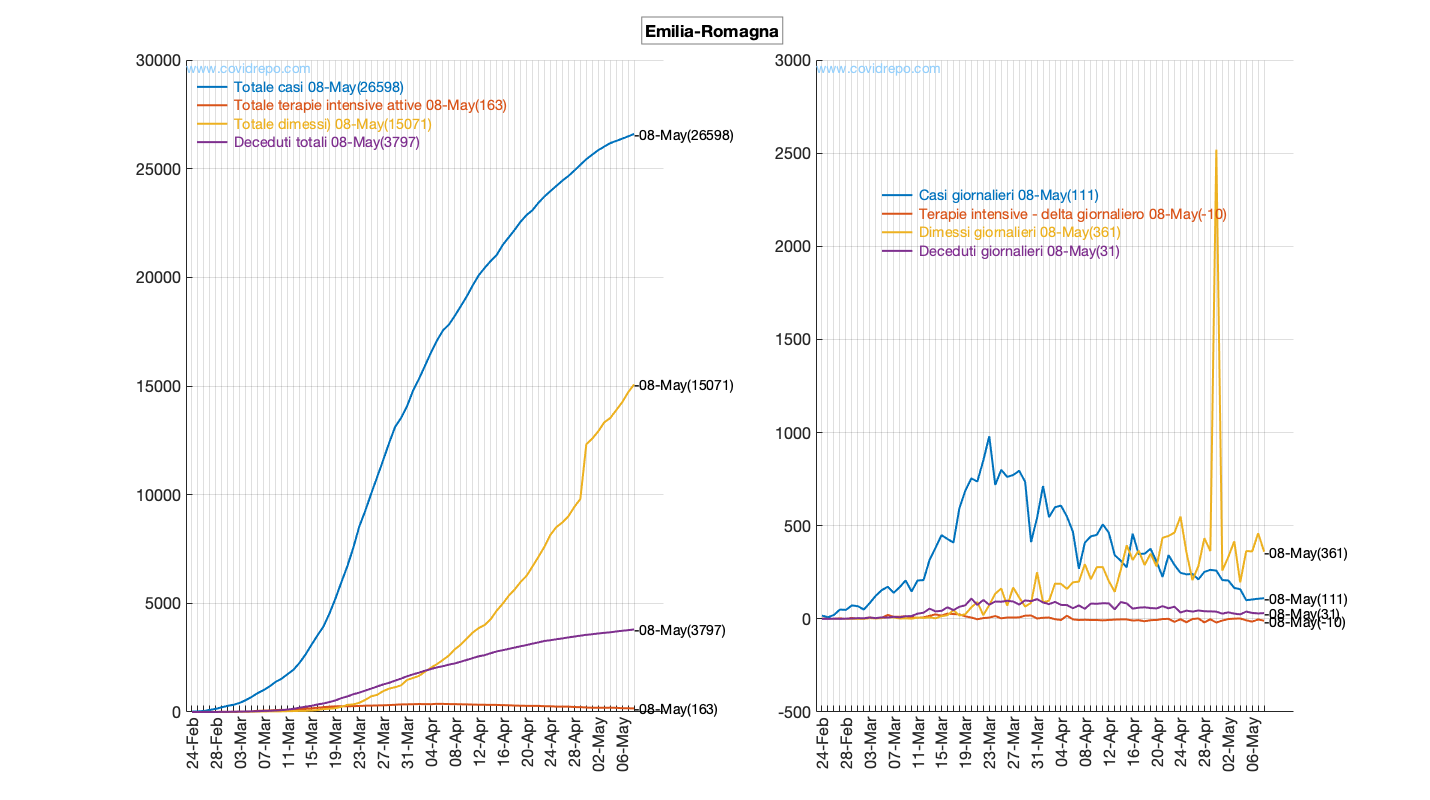 Emilia-Romagna
30000
25000
20000
15000
10000
5000
0
www.covidrepo.com
Totale casi 08-May(26598)
Totale terapie intensive attive 08-May(163)
Totale dimessi) 08-May(15071)
Deceduti totali 08-May(3797)
-08-May(26598)
-08-May(15071)
-08-May(3797)
-08-May(163)
24-Feb
28-Feb
03-Mar
07-Mar
11-Mar
15-Mar
19-Mar
23-Mar
27-Mar
31-Mar
04-Apr
08-Apr
12-Apr
16-Apr
20-Apr
24-Apr
28-Apr
02-May
06-May
3000
2500
2000
1500
1000
500
0
-500
www.covidrepo.com
Casi giornalieri 08-May(111)
Terapie intensive - delta giornaliero 08-May(-10)
Dimessi giornalieri 08-May(361)
Deceduti giornalieri 08-May(31)
-08-May(361)
-08-May(111)
-08-May(31)
-08-May(-10)
24-Feb
28-Feb
03-Mar
07-Mar
11-Mar
15-Mar
19-Mar
23-Mar
27-Mar
31-Mar
04-Apr
08-Apr
12-Apr
16-Apr
20-Apr
24-Apr
28-Apr
02-May
06-May